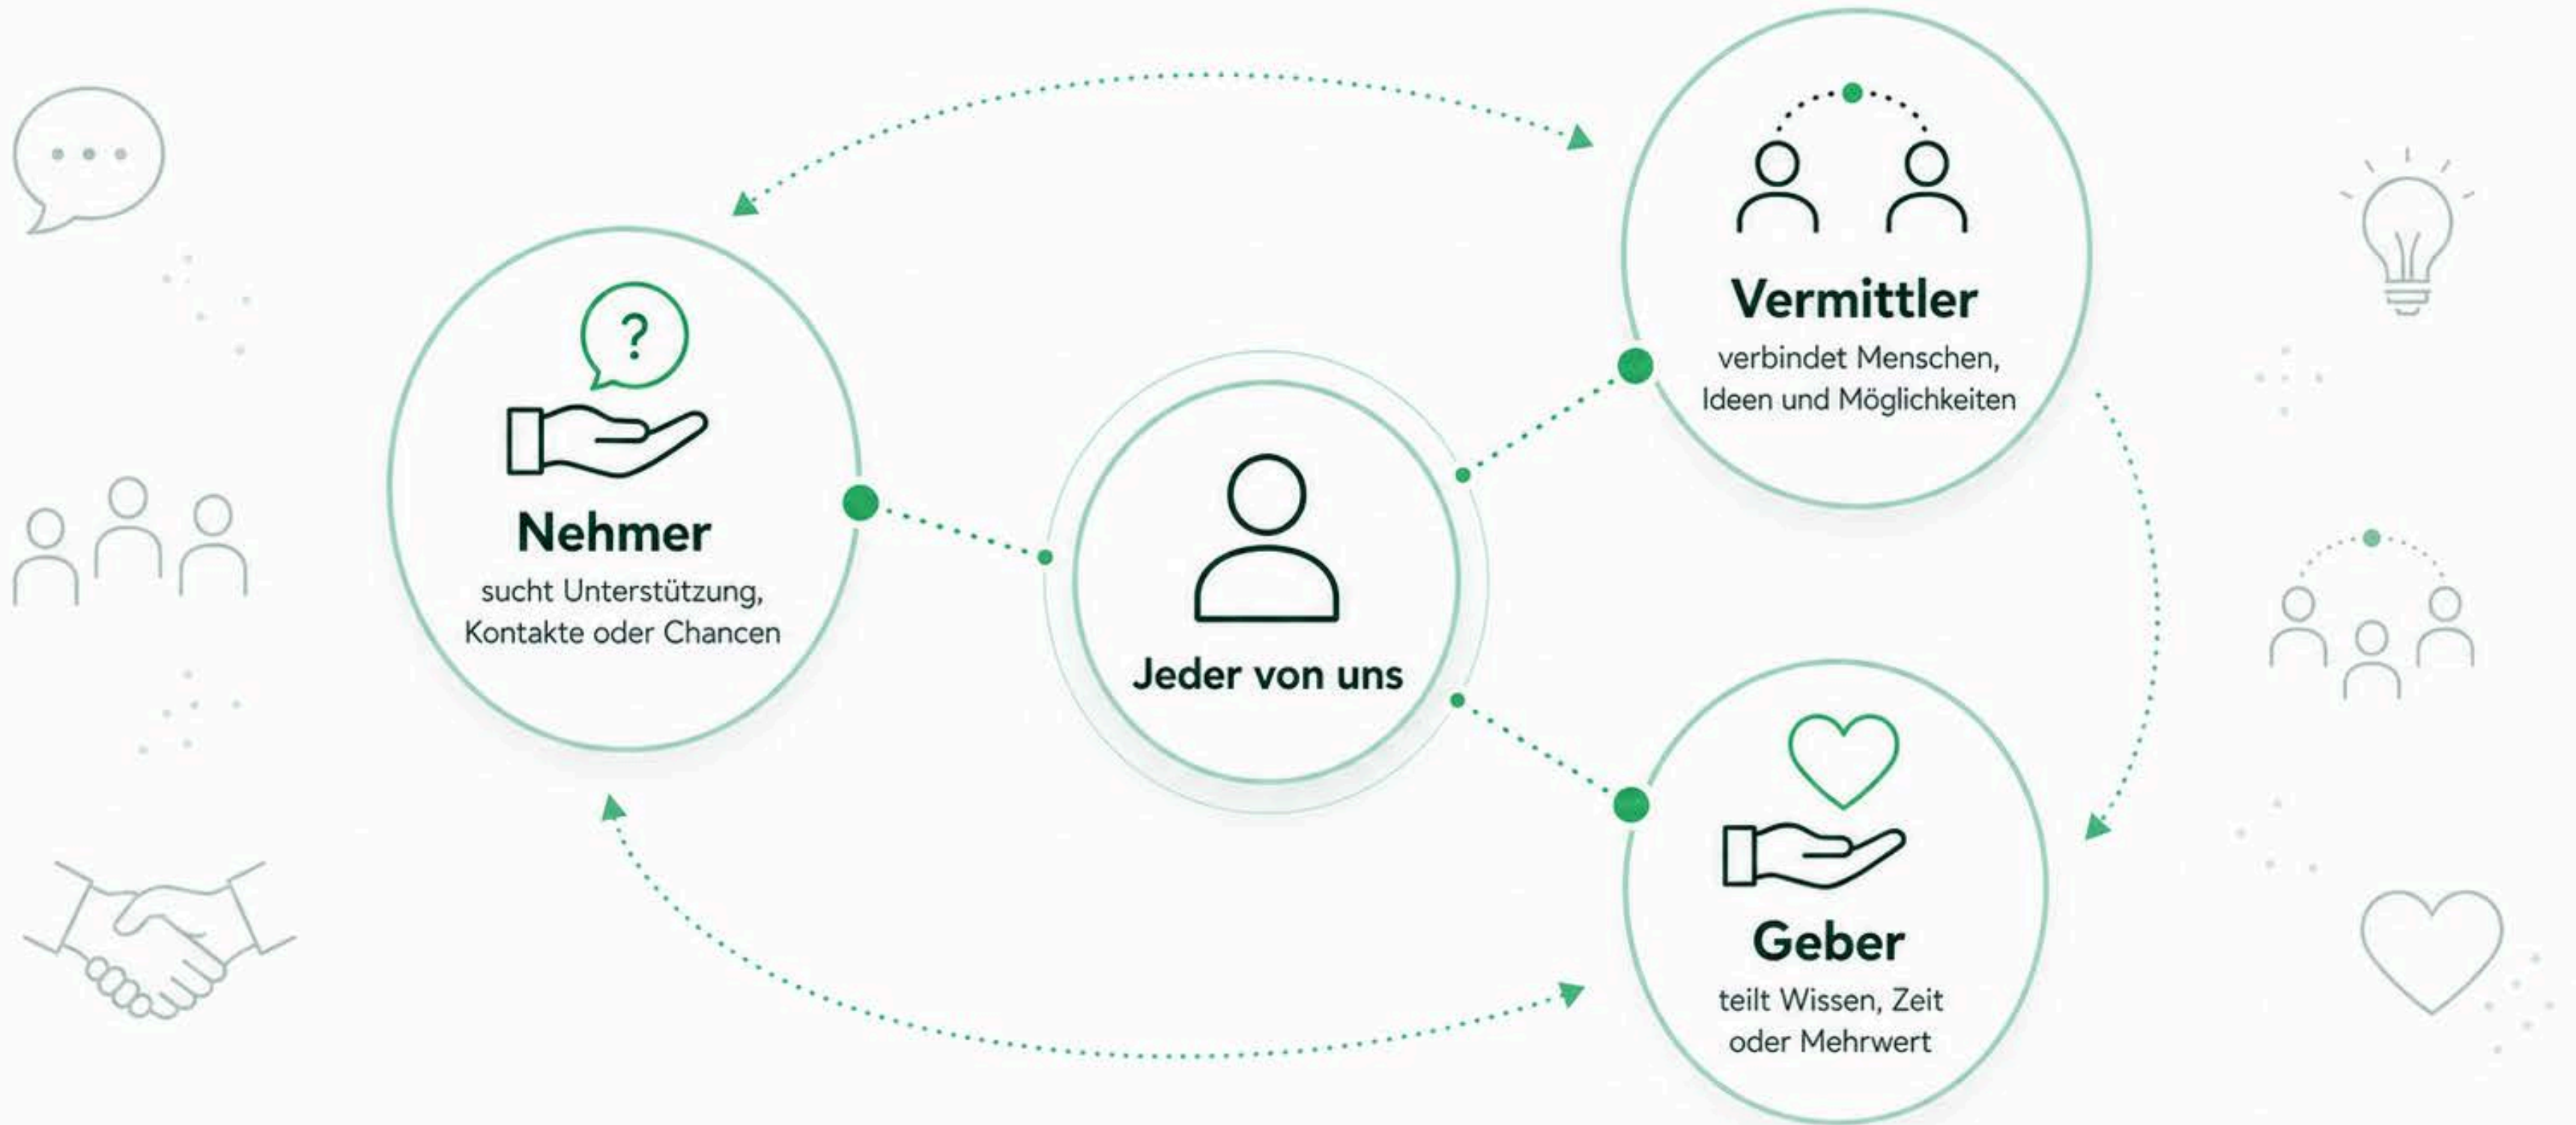 ?
Nehmer
sucht Unterstützung,
Kontakte oder Chancen
Jeder von uns
Vermittler
verbindet Menschen,
Ideen und Möglichkeiten
Geber
teilt Wissen, Zeit
oder Mehrwert